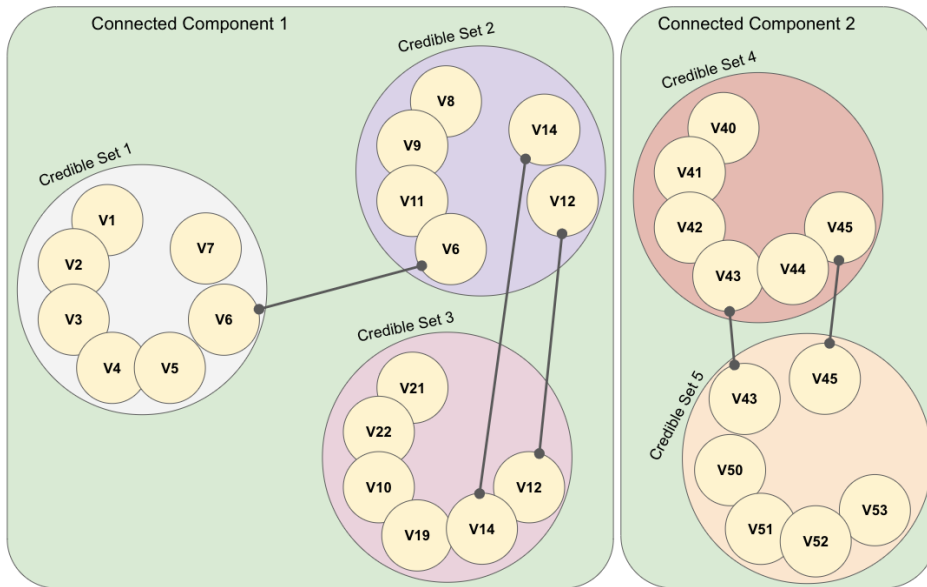 Connected Component 1
Credible Set 1
V1
V2
V3
V4
V5
V6
V7
Credible Set 2
V8
V9
V11
V6
V14
V12
Credible Set 3
V21
V22
V10
V19
V14
V12
Connected Component 2
Credible Set 4
V40
V41
V42
V43
V44
V45
Credible Set 5
V43
V45
V50
V51
V52
V53